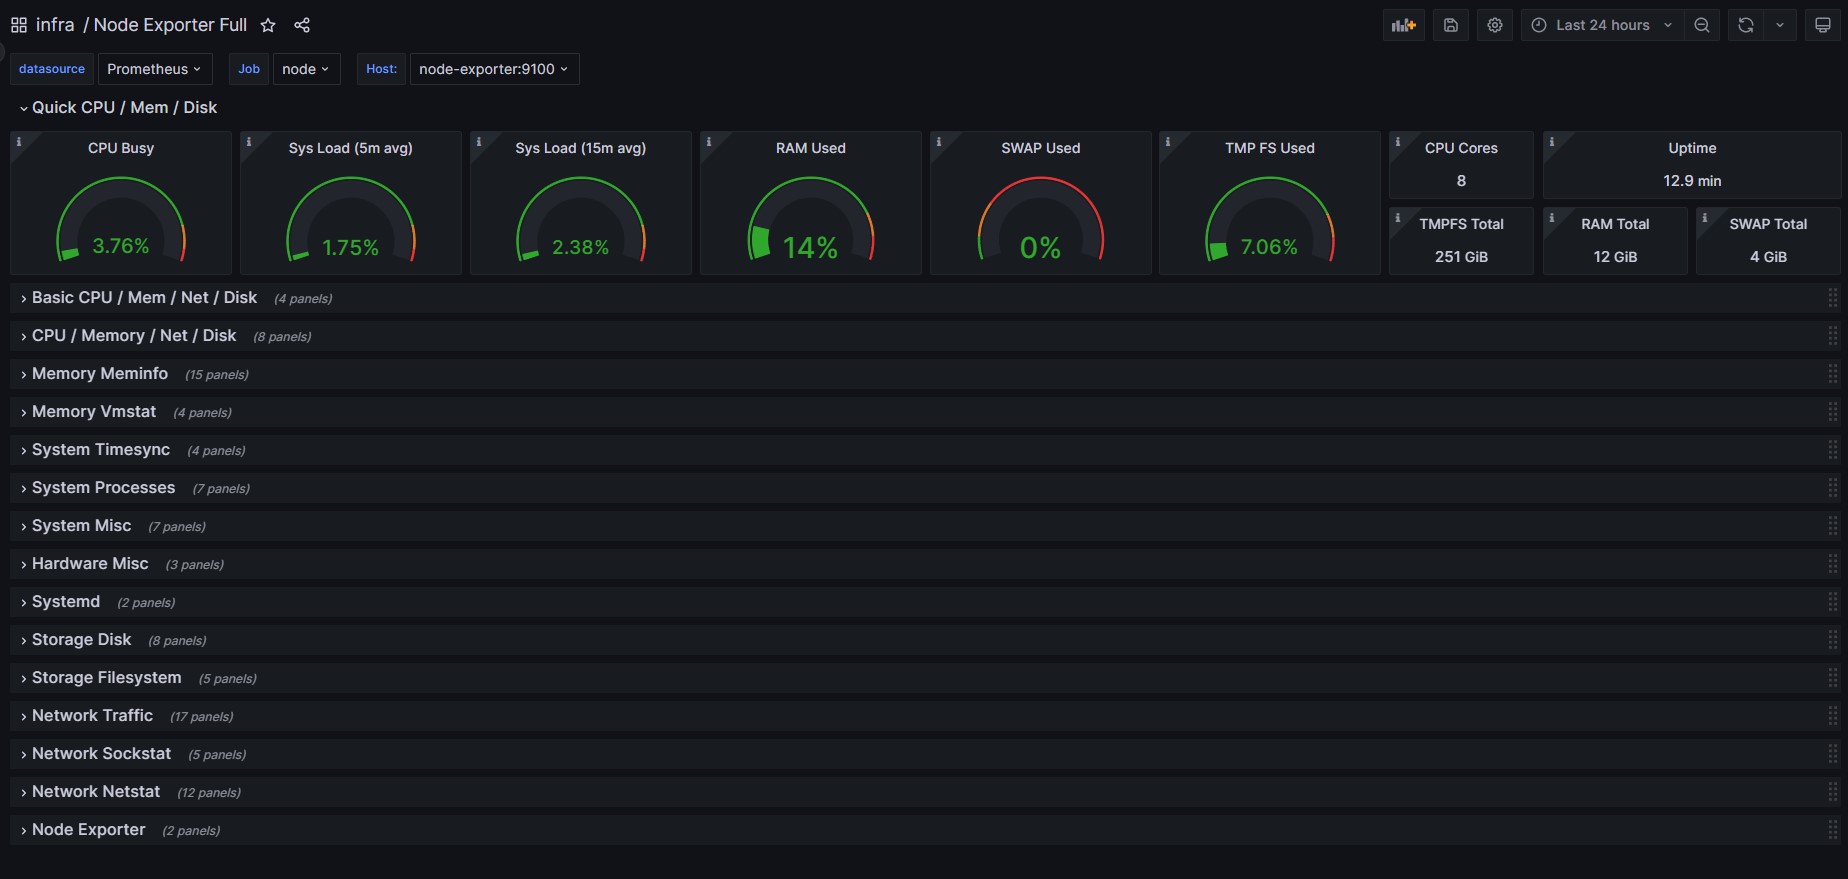 infra / Node Exporter Full
Last 24 hours
datasource Prometheus Job node Host: node-exporter:9100
Quick CPU / Mem / Disk
CPU Busy
3.76%
Sys Load (5m avg)
1.75%
Sys Load (15m avg)
2.38%
RAM Used
14%
SWAP Used
0%
TMP FS Used
7.06%
CPU Cores
8
Uptime
12.9 min
TMPFS Total
251 GiB
RAM Total
12 GiB
SWAP Total
4 GiB
Basic CPU / Mem / Net / Disk (4 panels)
CPU / Memory / Net / Disk (8 panels)
Memory Meminfo (15 panels)
Memory Vmstat (4 panels)
System Timesync (4 panels)
System Processes (7 panels)
System Misc (7 panels)
Hardware Misc (3 panels)
Systemd (2 panels)
Storage Disk (8 panels)
Storage Filesystem (5 panels)
Network Traffic (17 panels)
Network Sockstat (5 panels)
Network Netstat (12 panels)
Node Exporter (2 panels)